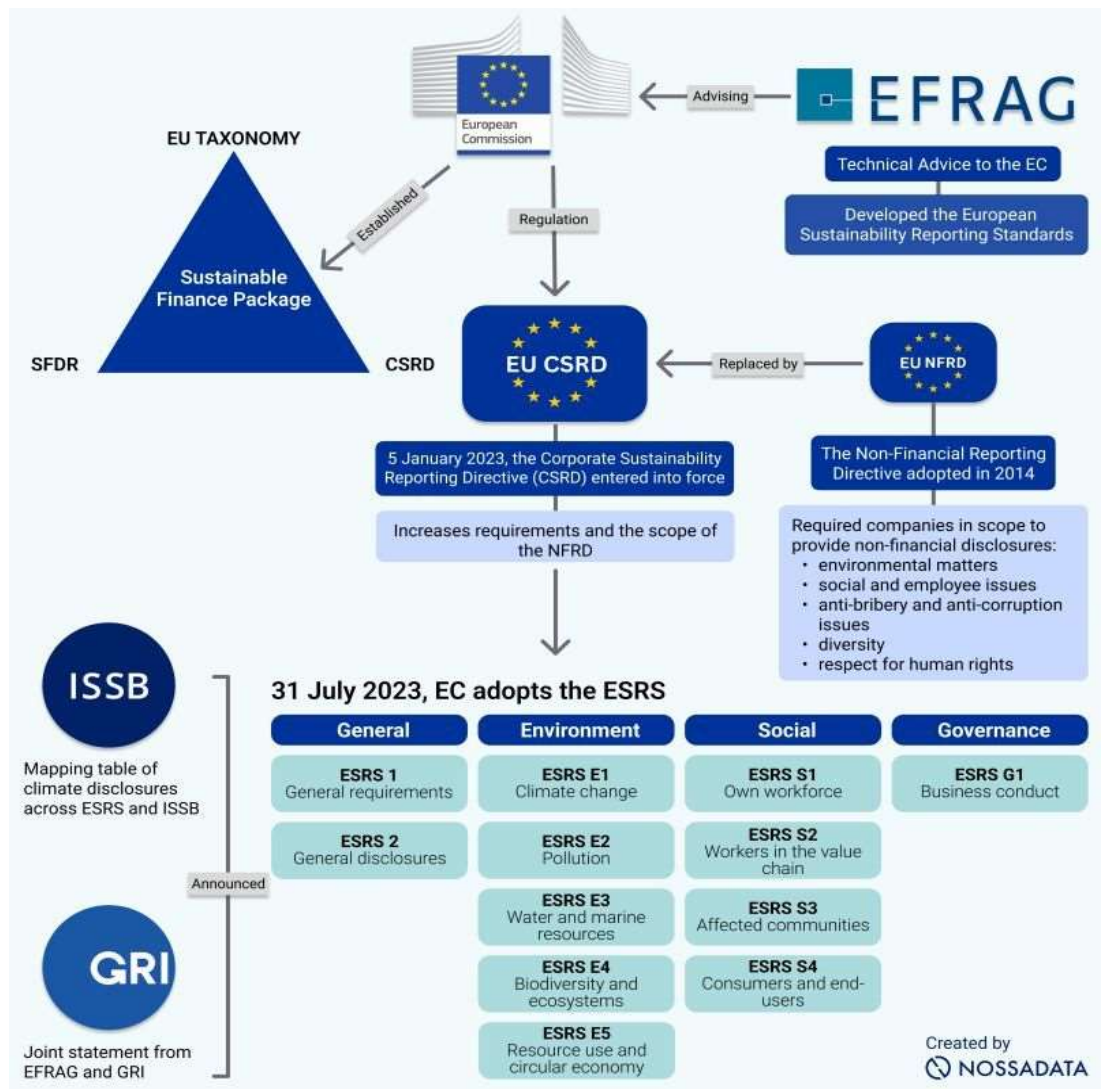 European
Commission
Advising
EFRAG
Technical Advice to the EC
Developed the European
Sustainability Reporting Standards
EU TAXONOMY
Established
Regulation
Sustainable
Finance Package
SFDR
CSRD
EU CSRD
Replaced by
EU NFRD
5 January 2023, the Corporate Sustainability
Reporting Directive (CSRD) entered into force
Increases requirements and the scope of
the NFRD
The Non-Financial Reporting
Directive adopted in 2014
Required companies in scope to
provide non-financial disclosures:
• environmental matters
• social and employee issues
• anti-bribery and anti-corruption
issues
• diversity
• respect for human rights
ISSB
Mapping table of
climate disclosures
across ESRS and ISSB
Announced
GRI
Joint statement from
EFRAG and GRI
31 July 2023, EC adopts the ESRS
General
ESRS 1
General requirements
ESRS 2
General disclosures
Environment
ESRS E1
Climate change
ESRS E2
Pollution
ESRS E3
Water and marine
resources
ESRS E4
Biodiversity and
ecosystems
ESRS E5
Resource use and
circular economy
Social
ESRS S1
Own workforce
ESRS S2
Workers in the value
chain
ESRS S3
Affected communities
ESRS S4
Consumers and end-
users
Governance
ESRS G1
Business conduct
Created by
NOSSADATA